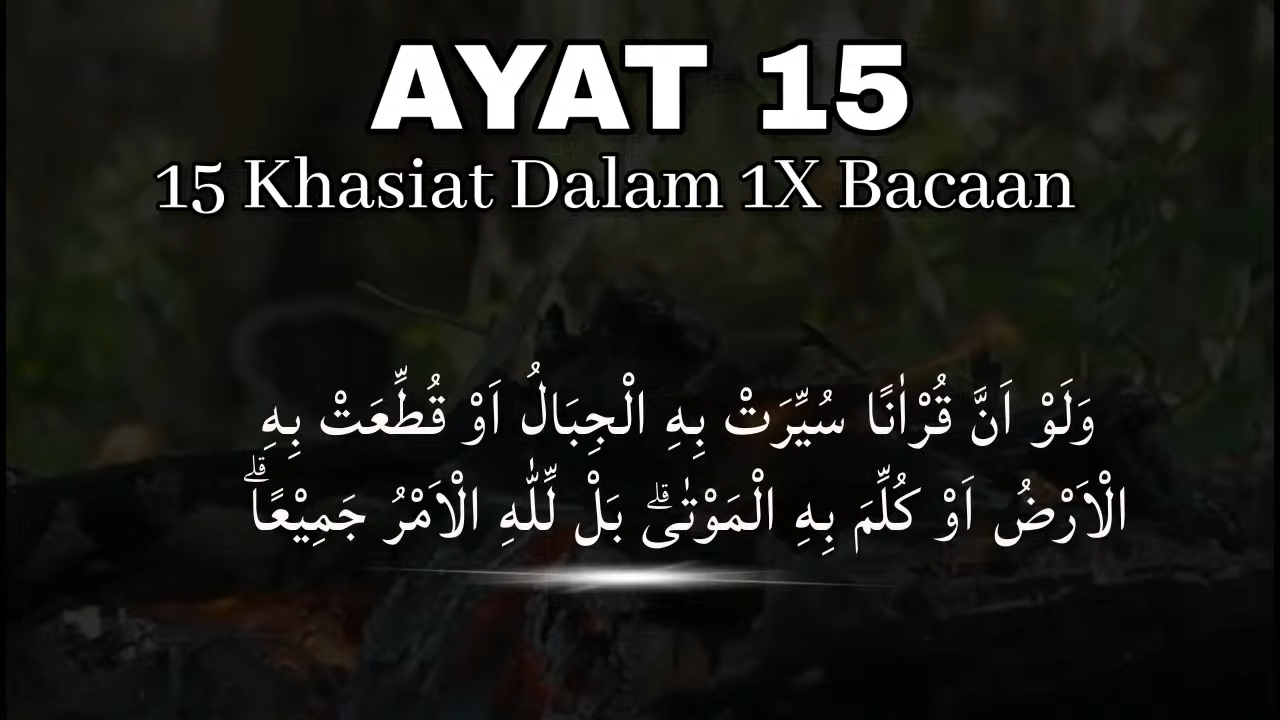 AYAT 15
15 Khasiat Dalam 1X Bacaan
وَلَوْ اَنَّ قُرْاٰنًا سُيِّرَتْ بِهِ الْجِبَالُ اَوْ قُطِّعَتْ بِهِ
الْاَرْضُ اَوْ كُلِّمَ بِهِ الْمَوْتٰىۗ بَلْ لِّلّٰهِ الْاَمْرُ جَمِيْعًاۗ